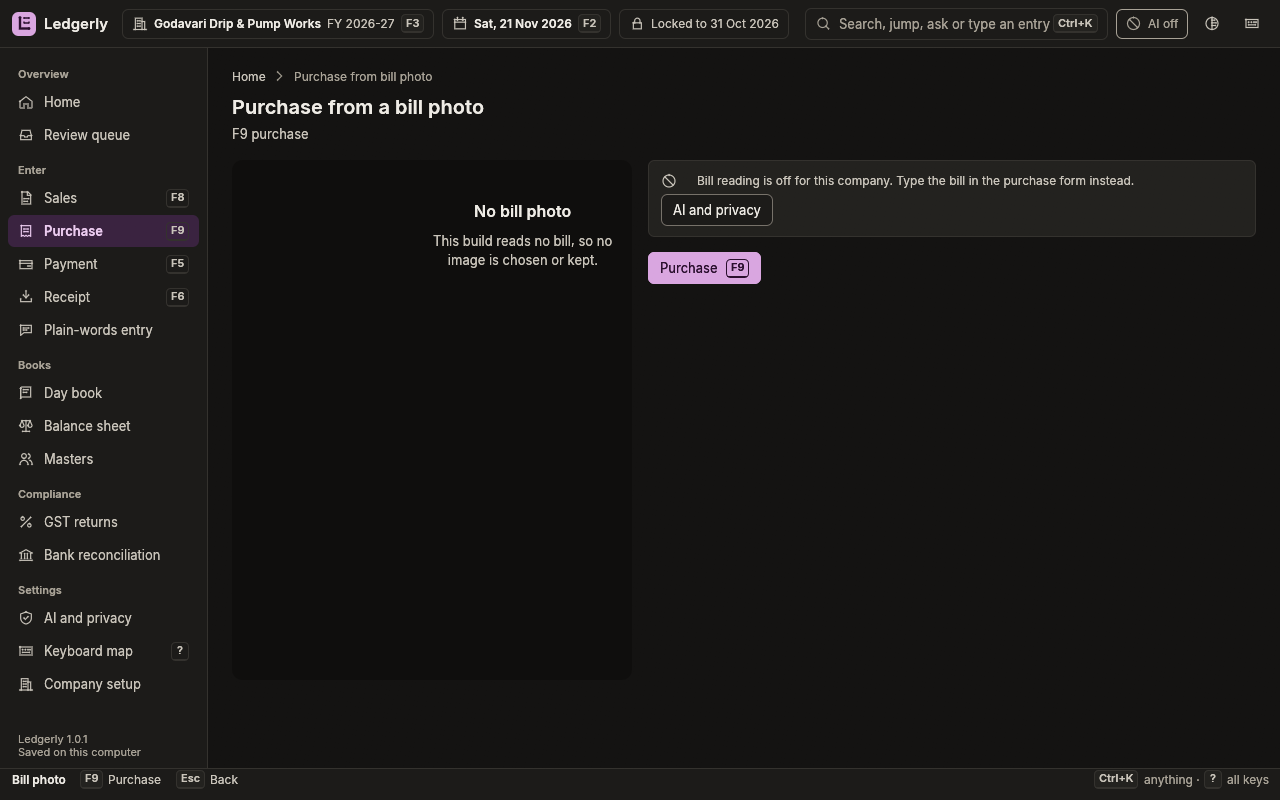 Ledgerly
Godavari Drip & Pump Works FY 2026-27 F3
Sat, 21 Nov 2026 F2
Locked to 31 Oct 2026
Search, jump, ask or type an entry Ctrl+K
AI off
Overview
Home
Review queue
Enter
Sales F8
Purchase F9
Payment F5
Receipt F6
Plain-words entry
Books
Day book
Balance sheet
Masters
Compliance
GST returns
Bank reconciliation
Settings
AI and privacy
Keyboard map ?
Company setup
Ledgerly 1.0.1
Saved on this computer
Home > Purchase from bill photo
Purchase from a bill photo
F9 purchase
No bill photo
This build reads no bill, so no
image is chosen or kept.
Bill reading is off for this company. Type the bill in the purchase form instead.
AI and privacy
Purchase F9
Bill photo F9 Purchase Esc Back
Ctrl+K anything · ? all keys